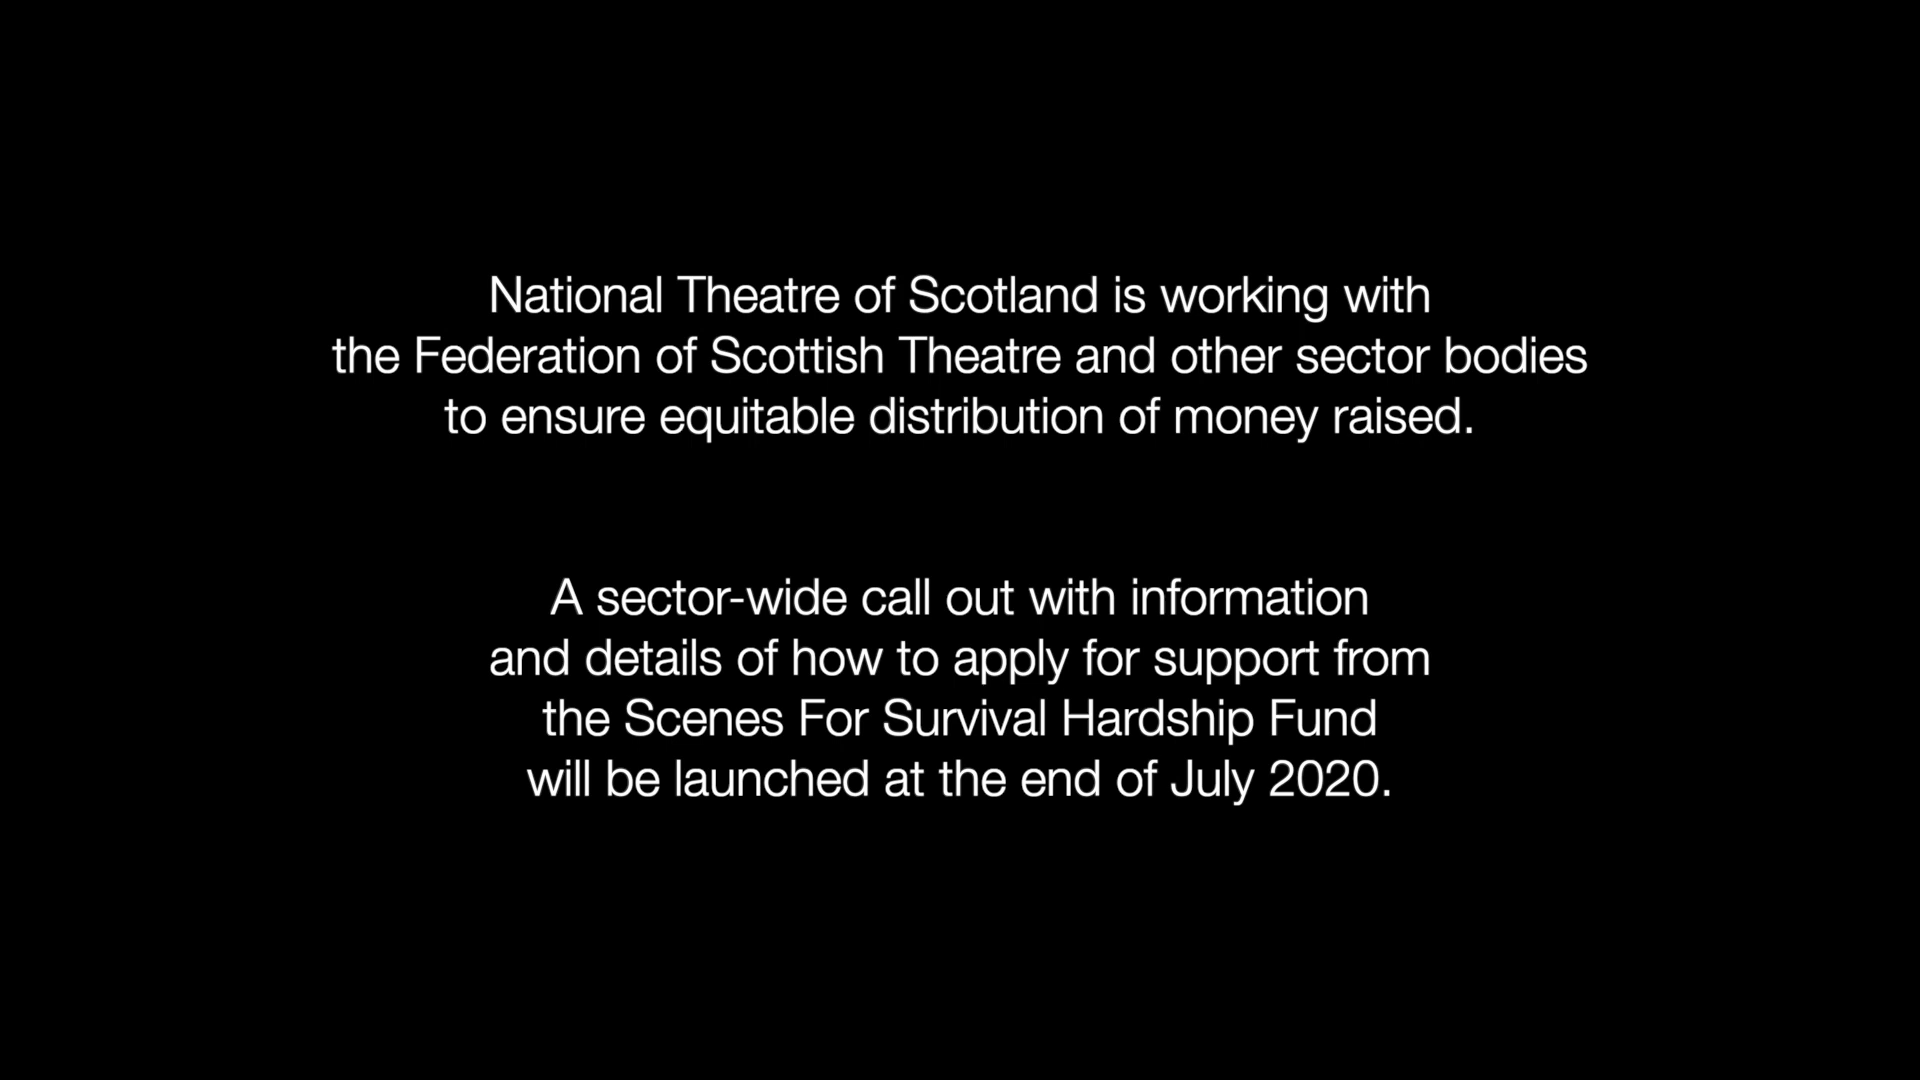 National Theatre of Scotland is working with
the Federation of Scottish Theatre and other sector bodies
to ensure equitable distribution of money raised.
A sector-wide call out with information
and details of how to apply for support from
the Scenes For Survival Hardship Fund
will be launched at the end of July 2020.